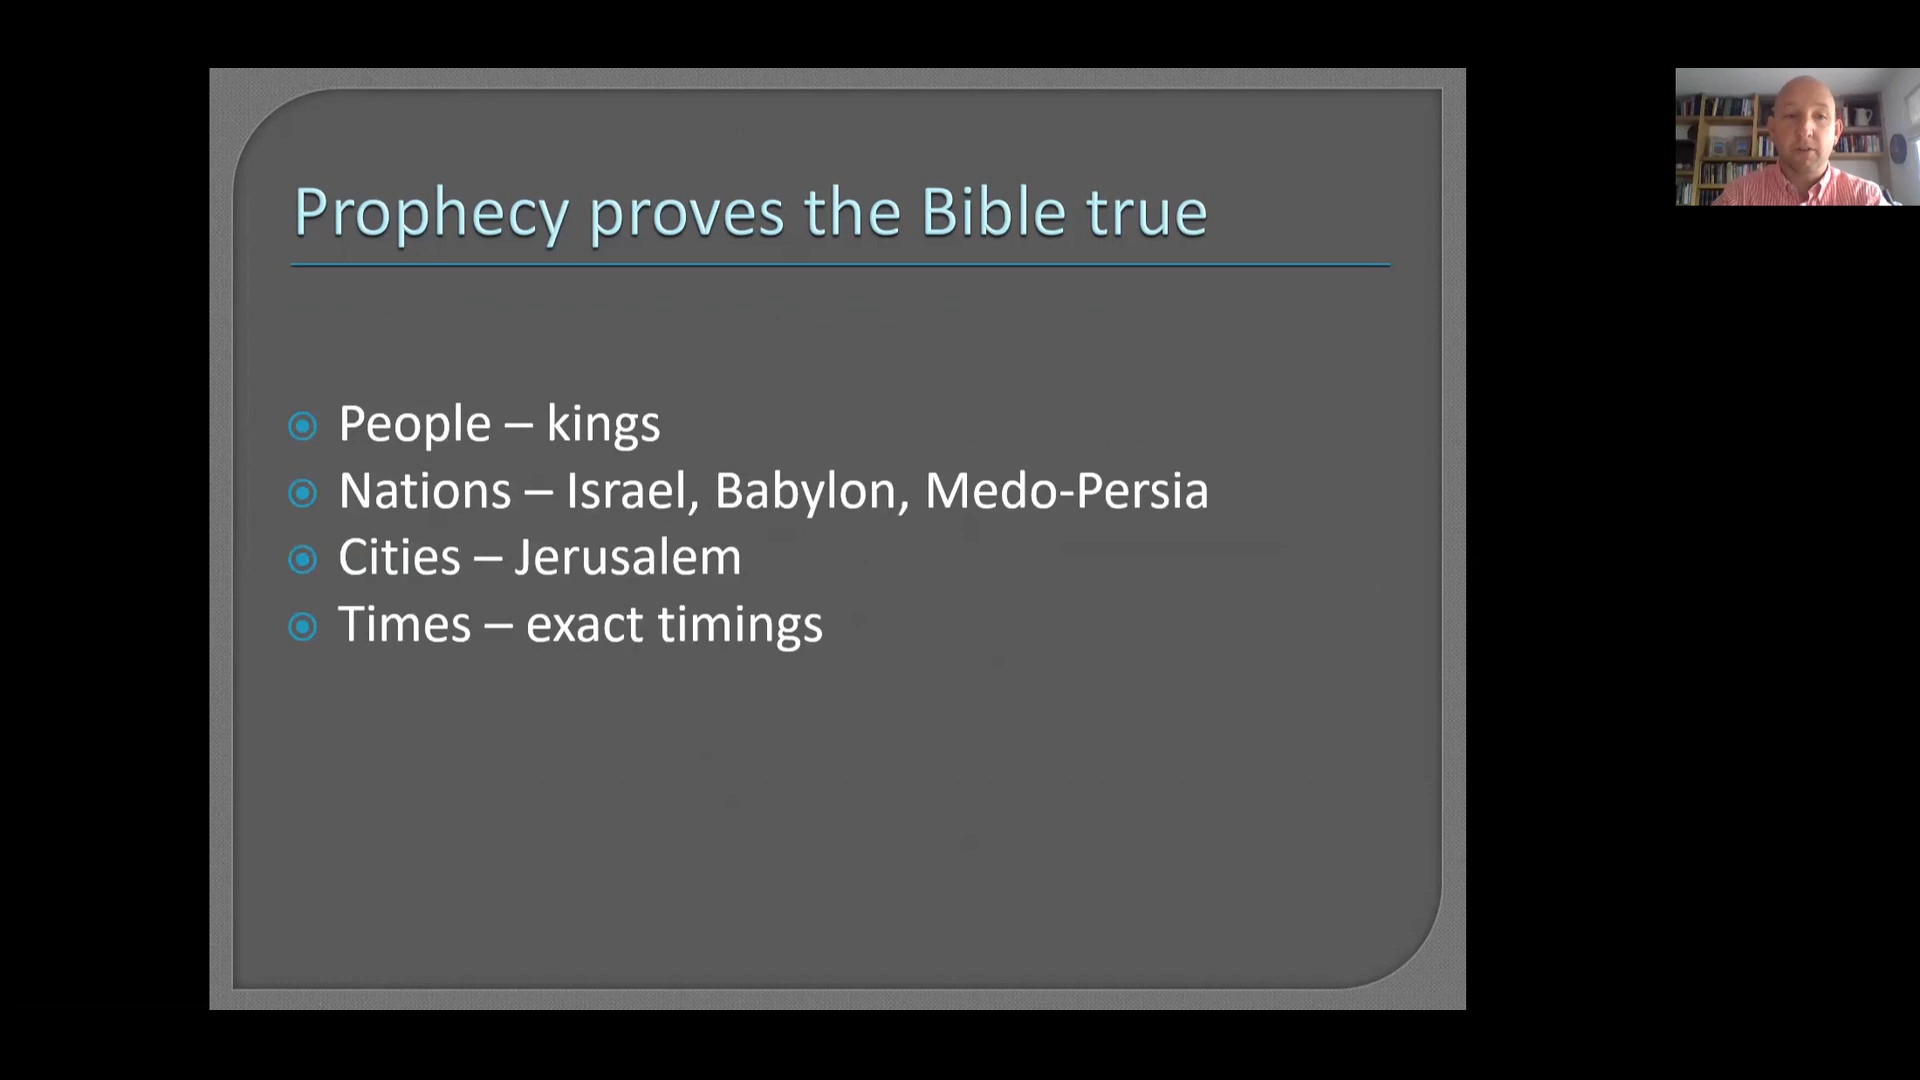 Prophecy proves the Bible true
People – kings
Nations – Israel, Babylon, Medo-Persia
Cities – Jerusalem
Times – exact timings